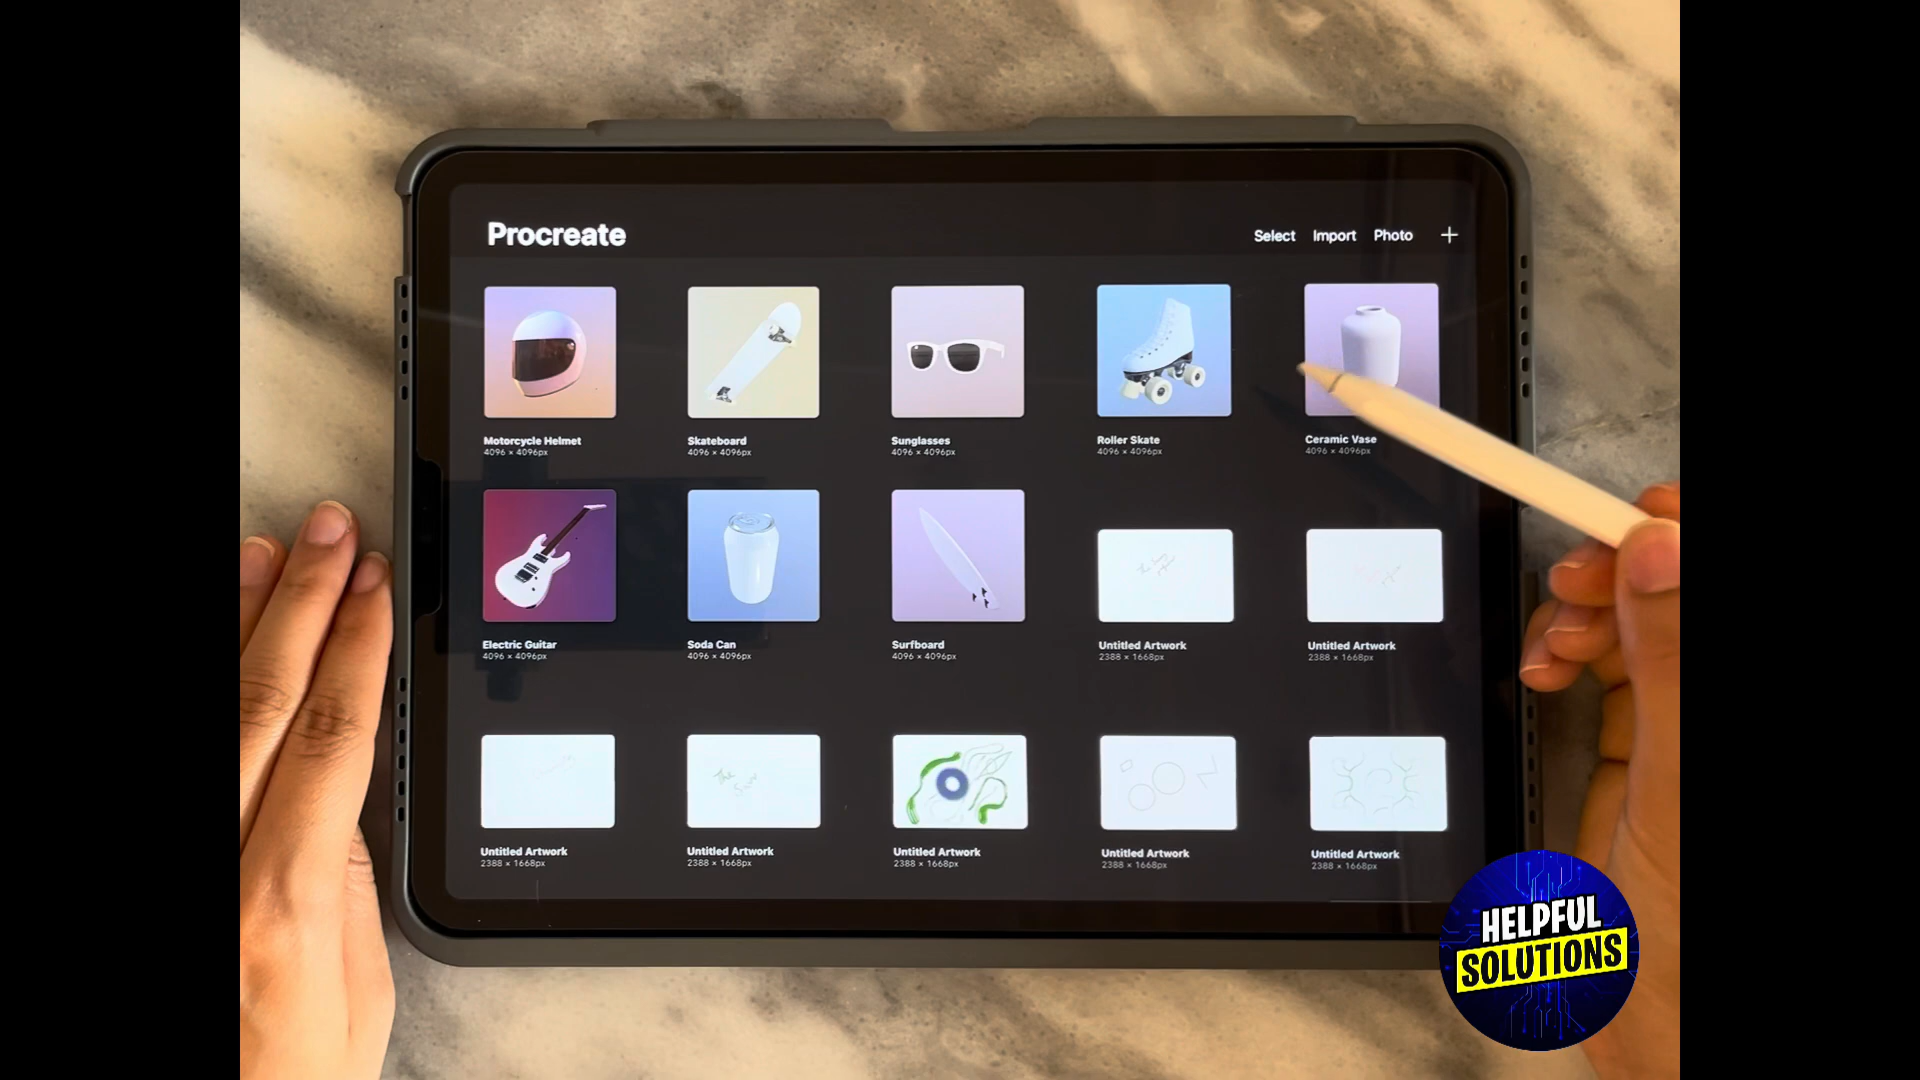 Procreate
Select Import Photo +
Motorcycle Helmet
4096 × 4096px
Skateboard
4096 × 4096px
Sunglasses
4096 × 4096px
Roller Skate
4096 × 4096px
Ceramic Vase
4096 × 4096px
Electric Guitar
4096 × 4096px
Soda Can
4096 × 4096px
Surfboard
4096 × 4096px
Untitled Artwork
2388 × 1668px
Untitled Artwork
2388 × 1668px
The
Untitled Artwork
2388 × 1668px
Untitled Artwork
2388 × 1668px
Untitled Artwork
2388 × 1668px
Untitled Artwork
2388 × 1668px
Untitled Artwork
2388 × 1668px
HELPFUL
SOLUTIONS